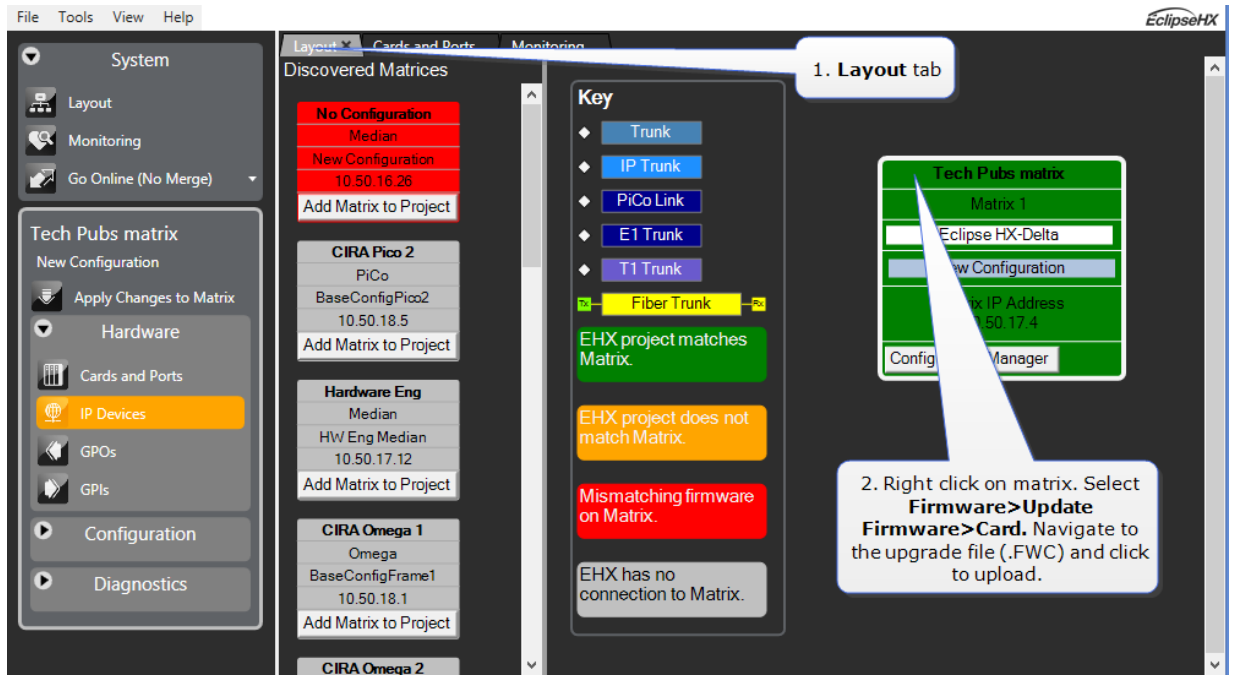 File Tools View Help
EclipseHX
System
Layout
Monitoring
Go Online (No Merge)
Tech Pubs matrix
New Configuration
Apply Changes to Matrix
Hardware
Cards and Ports
IP Devices
GPOs
GPIs
Configuration
Diagnostics
Layout Cards and Ports Monitoring
Discovered Matrices
No Configuration
Median
New Configuration
10.50.16.26
Add Matrix to Project
CIRA Pico 2
PiCo
BaseConfigPico2
10.50.18.5
Add Matrix to Project
Hardware Eng
Median
HW Eng Median
10.50.17.12
Add Matrix to Project
CIRA Omega 1
Omega
BaseConfigFrame1
10.50.18.1
Add Matrix to Project
CIRA Omega 2
Key
Trunk
IP Trunk
PiCo Link
E1 Trunk
T1 Trunk
Tx Fiber Trunk Rx
EHX project matches
Matrix.
EHX project does not
match Matrix.
Mismatching firmware
on Matrix.
EHX has no
connection to Matrix.
1. Layout tab
Tech Pubs matrix
Matrix 1
Eclipse HX-Delta
Configuration
IP Address
.50.17.4
Manager
2. Right click on matrix. Select
Firmware>Update
Firmware>Card. Navigate to
the upgrade file (.FWC) and click
to upload.